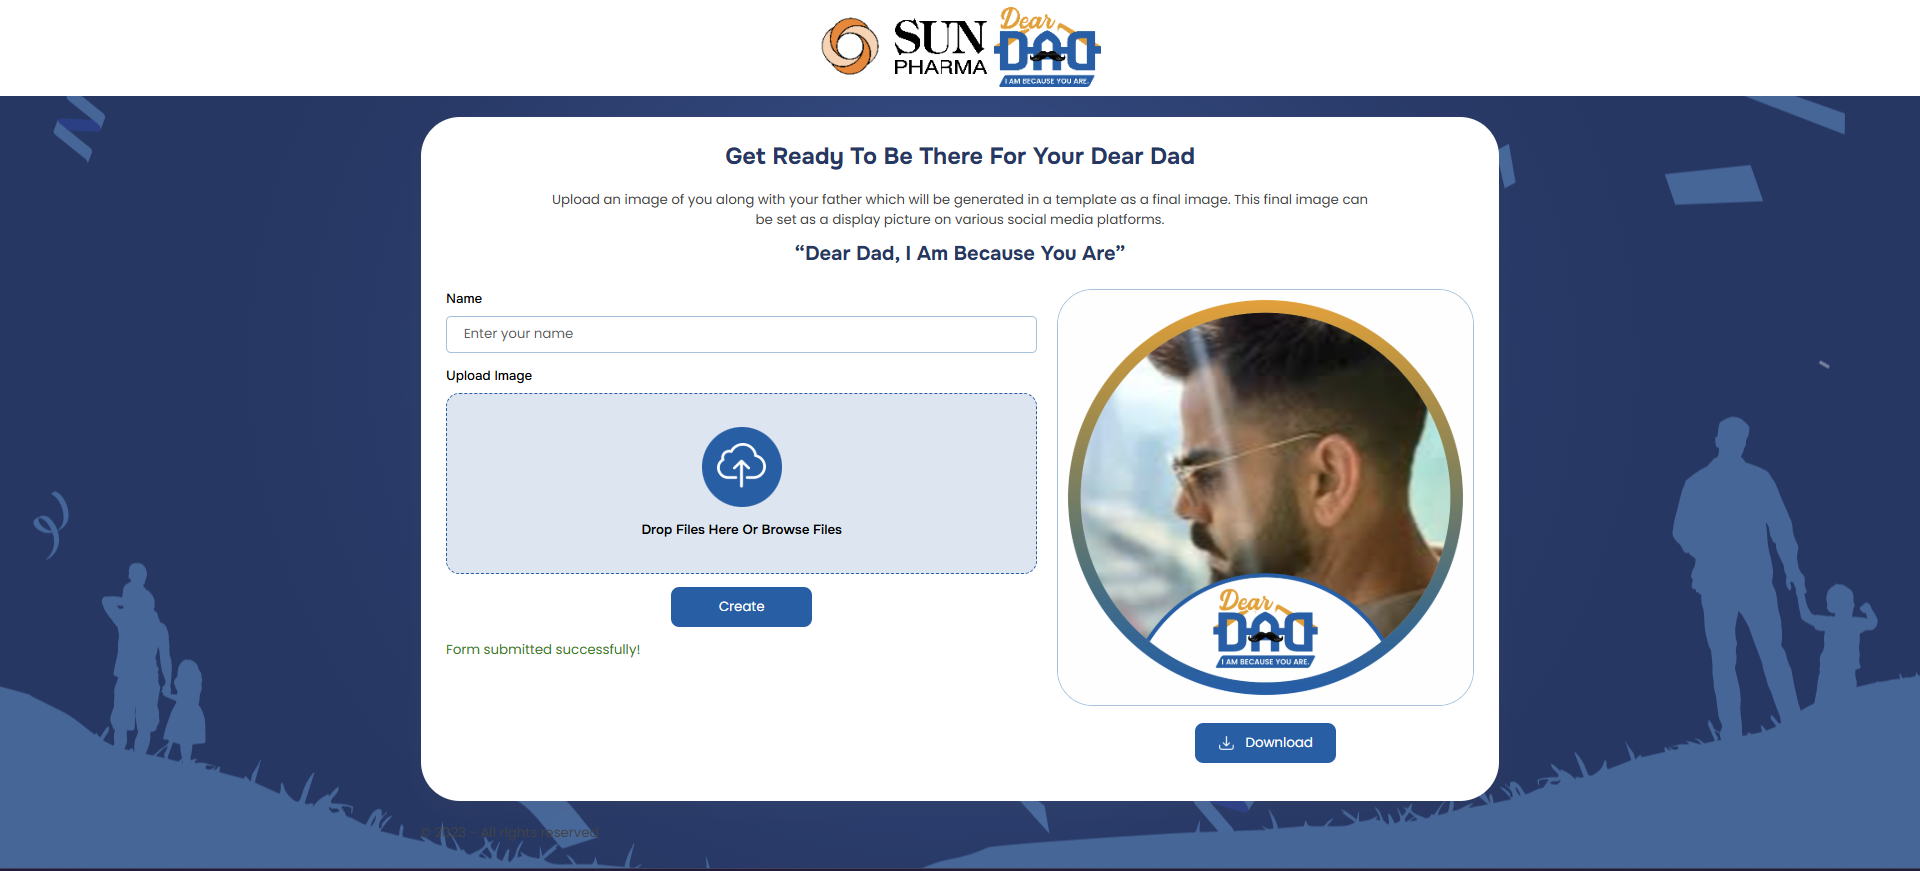 SUN
PHARMA
Dear
DAD
I AM BECAUSE YOU ARE.
Get Ready To Be There For Your Dear Dad
Upload an image of you along with your father which will be generated in a template as a final image. This final image can
be set as a display picture on various social media platforms.
“Dear Dad, I Am Because You Are”
Name
Enter your name
Upload Image
Drop Files Here Or Browse Files
Create
Form submitted successfully!
Dear
DAD
I AM BECAUSE YOU ARE.
Download
© 2023 - All rights reserved.